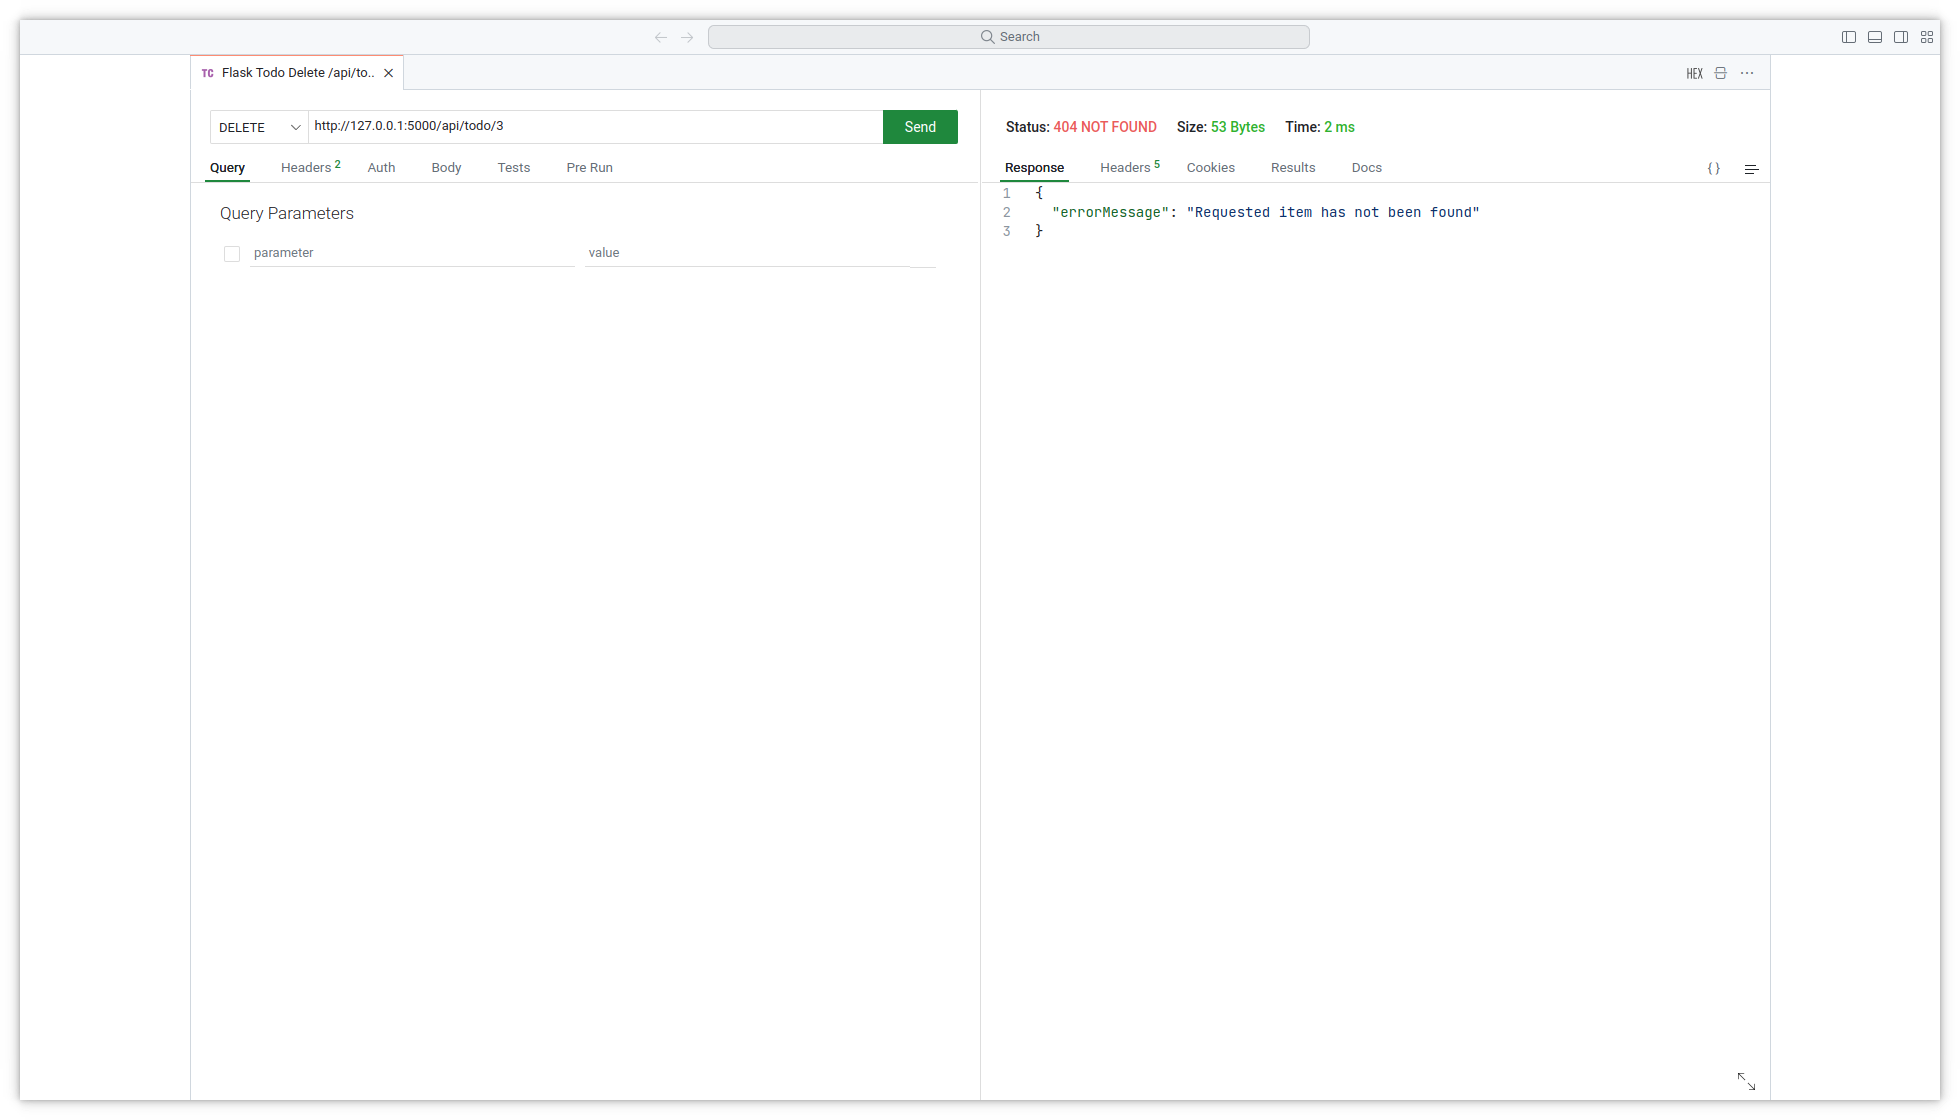 Search
TC Flask Todo Delete /api/to..
HEX
DELETE http://127.0.0.1:5000/api/todo/3 Send
Query Headers 2 Auth Body Tests Pre Run
Query Parameters
parameter value
Status: 404 NOT FOUND Size: 53 Bytes Time: 2 ms
Response Headers 5 Cookies Results Docs
{ }
1 {
2 "errorMessage": "Requested item has not been found"
3 }